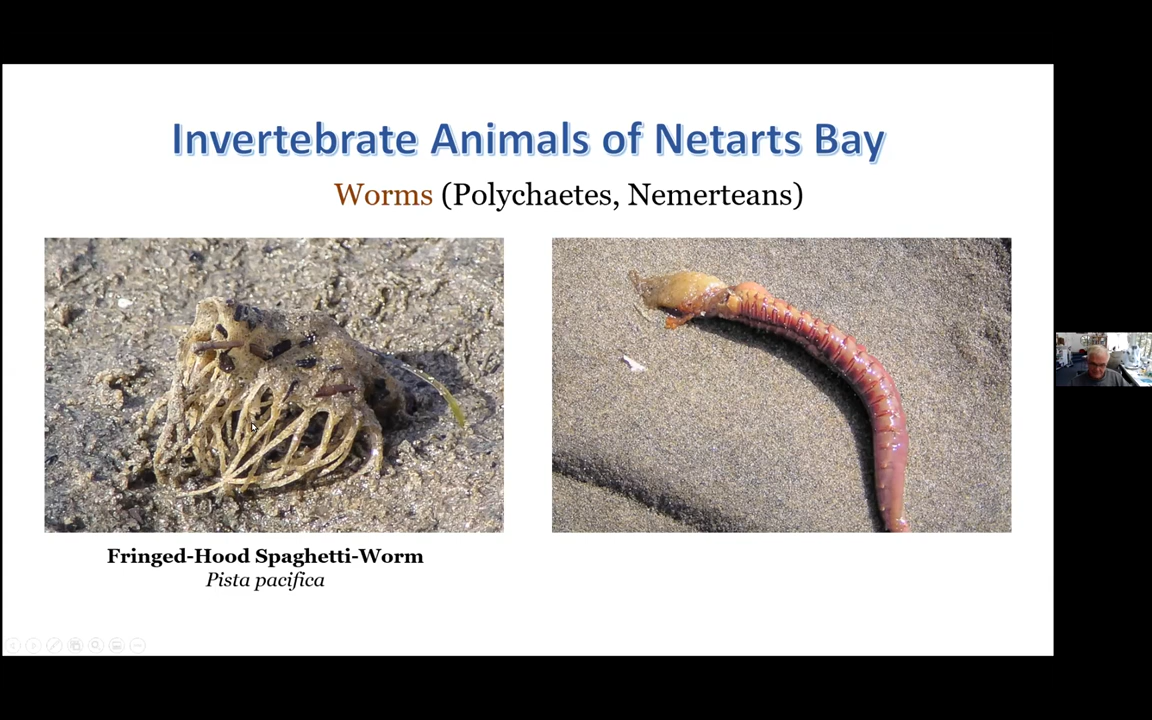 Invertebrate Animals of Netarts Bay
Worms (Polychaetes, Nemerteans)
Fringed-Hood Spaghetti-Worm
Pista pacifica